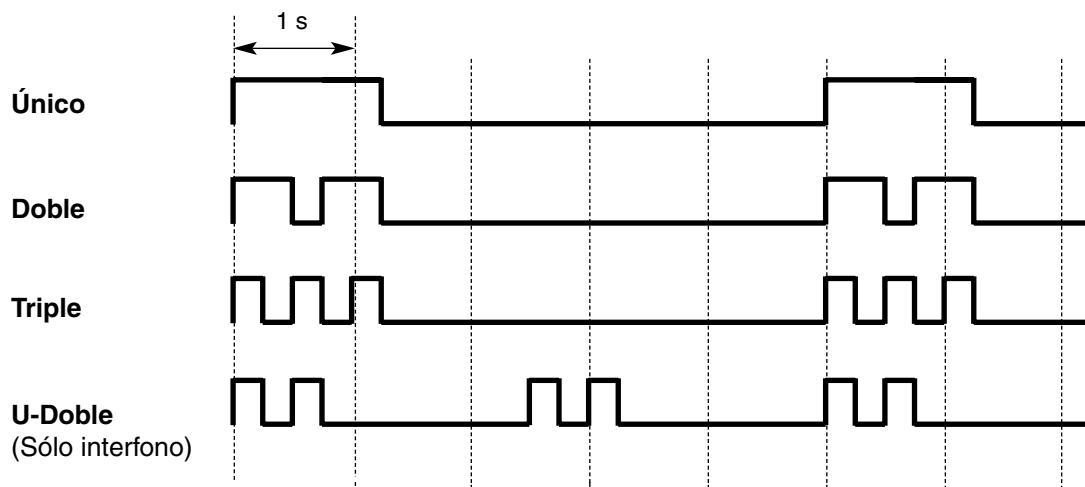 1 s
Único
Doble
Triple
U-Doble
(Sólo interfono)